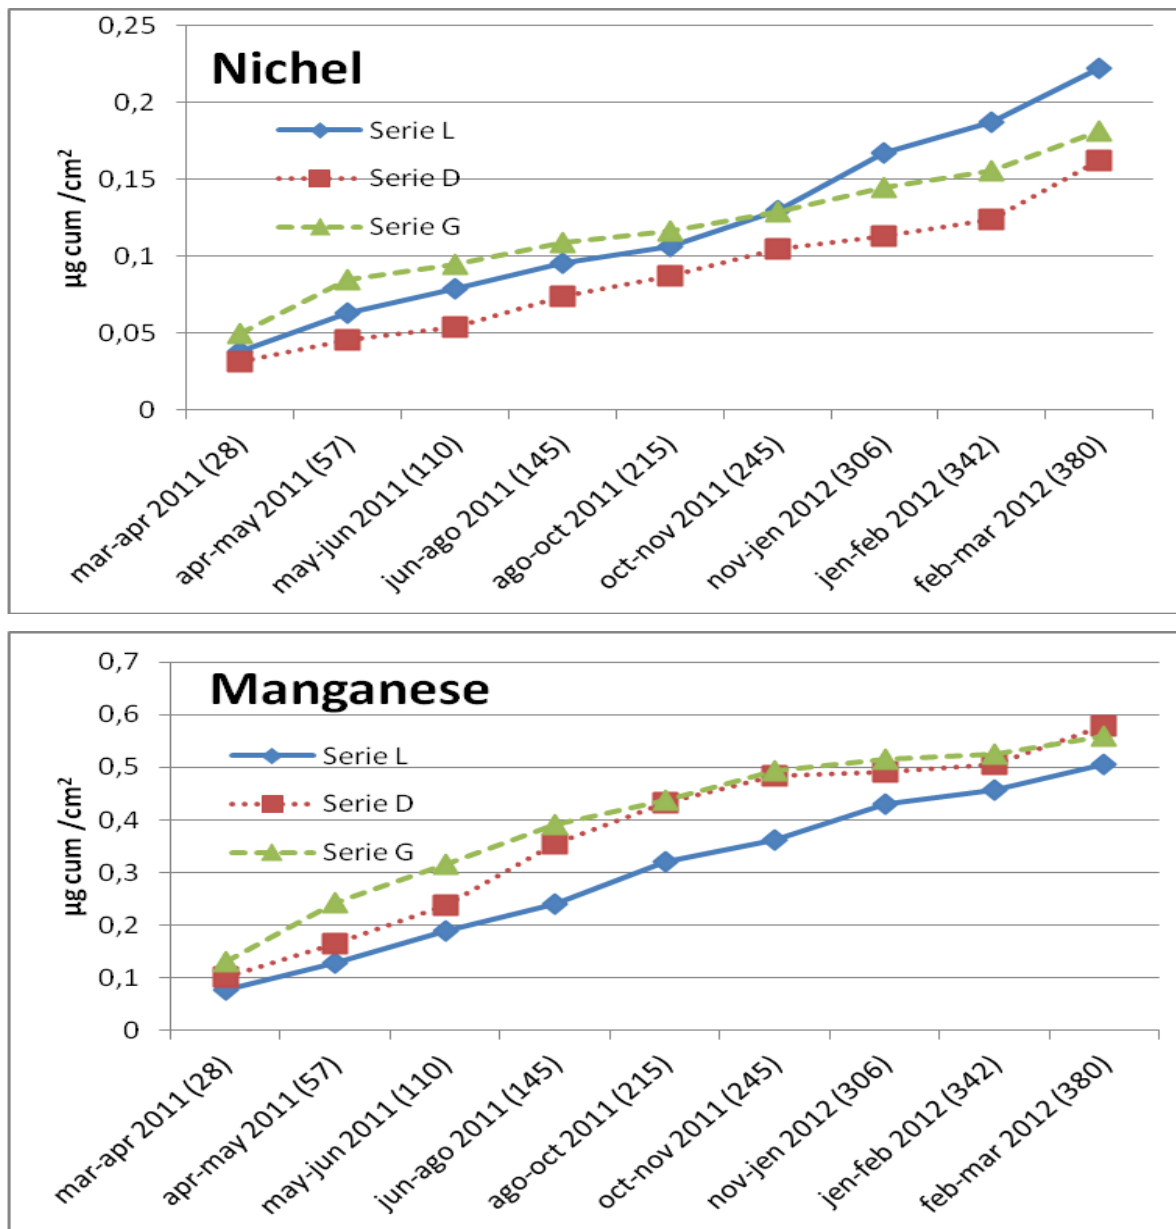 Nichel
Serie L
Serie D
Serie G
µg cum /cm²
0,25
0,2
0,15
0,1
0,05
0
mar-apr 2011 (28)
apr-may 2011 (57)
may-jun 2011 (110)
jun-ago 2011 (145)
ago-oct 2011 (215)
oct-nov 2011 (245)
nov-jen 2012 (306)
jen-feb 2012 (342)
feb-mar 2012 (380)
Manganese
Serie L
Serie D
Serie G
µg cum /cm²
0,7
0,6
0,5
0,4
0,3
0,2
0,1
0
mar-apr 2011 (28)
apr-may 2011 (57)
may-jun 2011 (110)
jun-ago 2011 (145)
ago-oct 2011 (215)
oct-nov 2011 (245)
nov-jen 2012 (306)
jen-feb 2012 (342)
feb-mar 2012 (380)